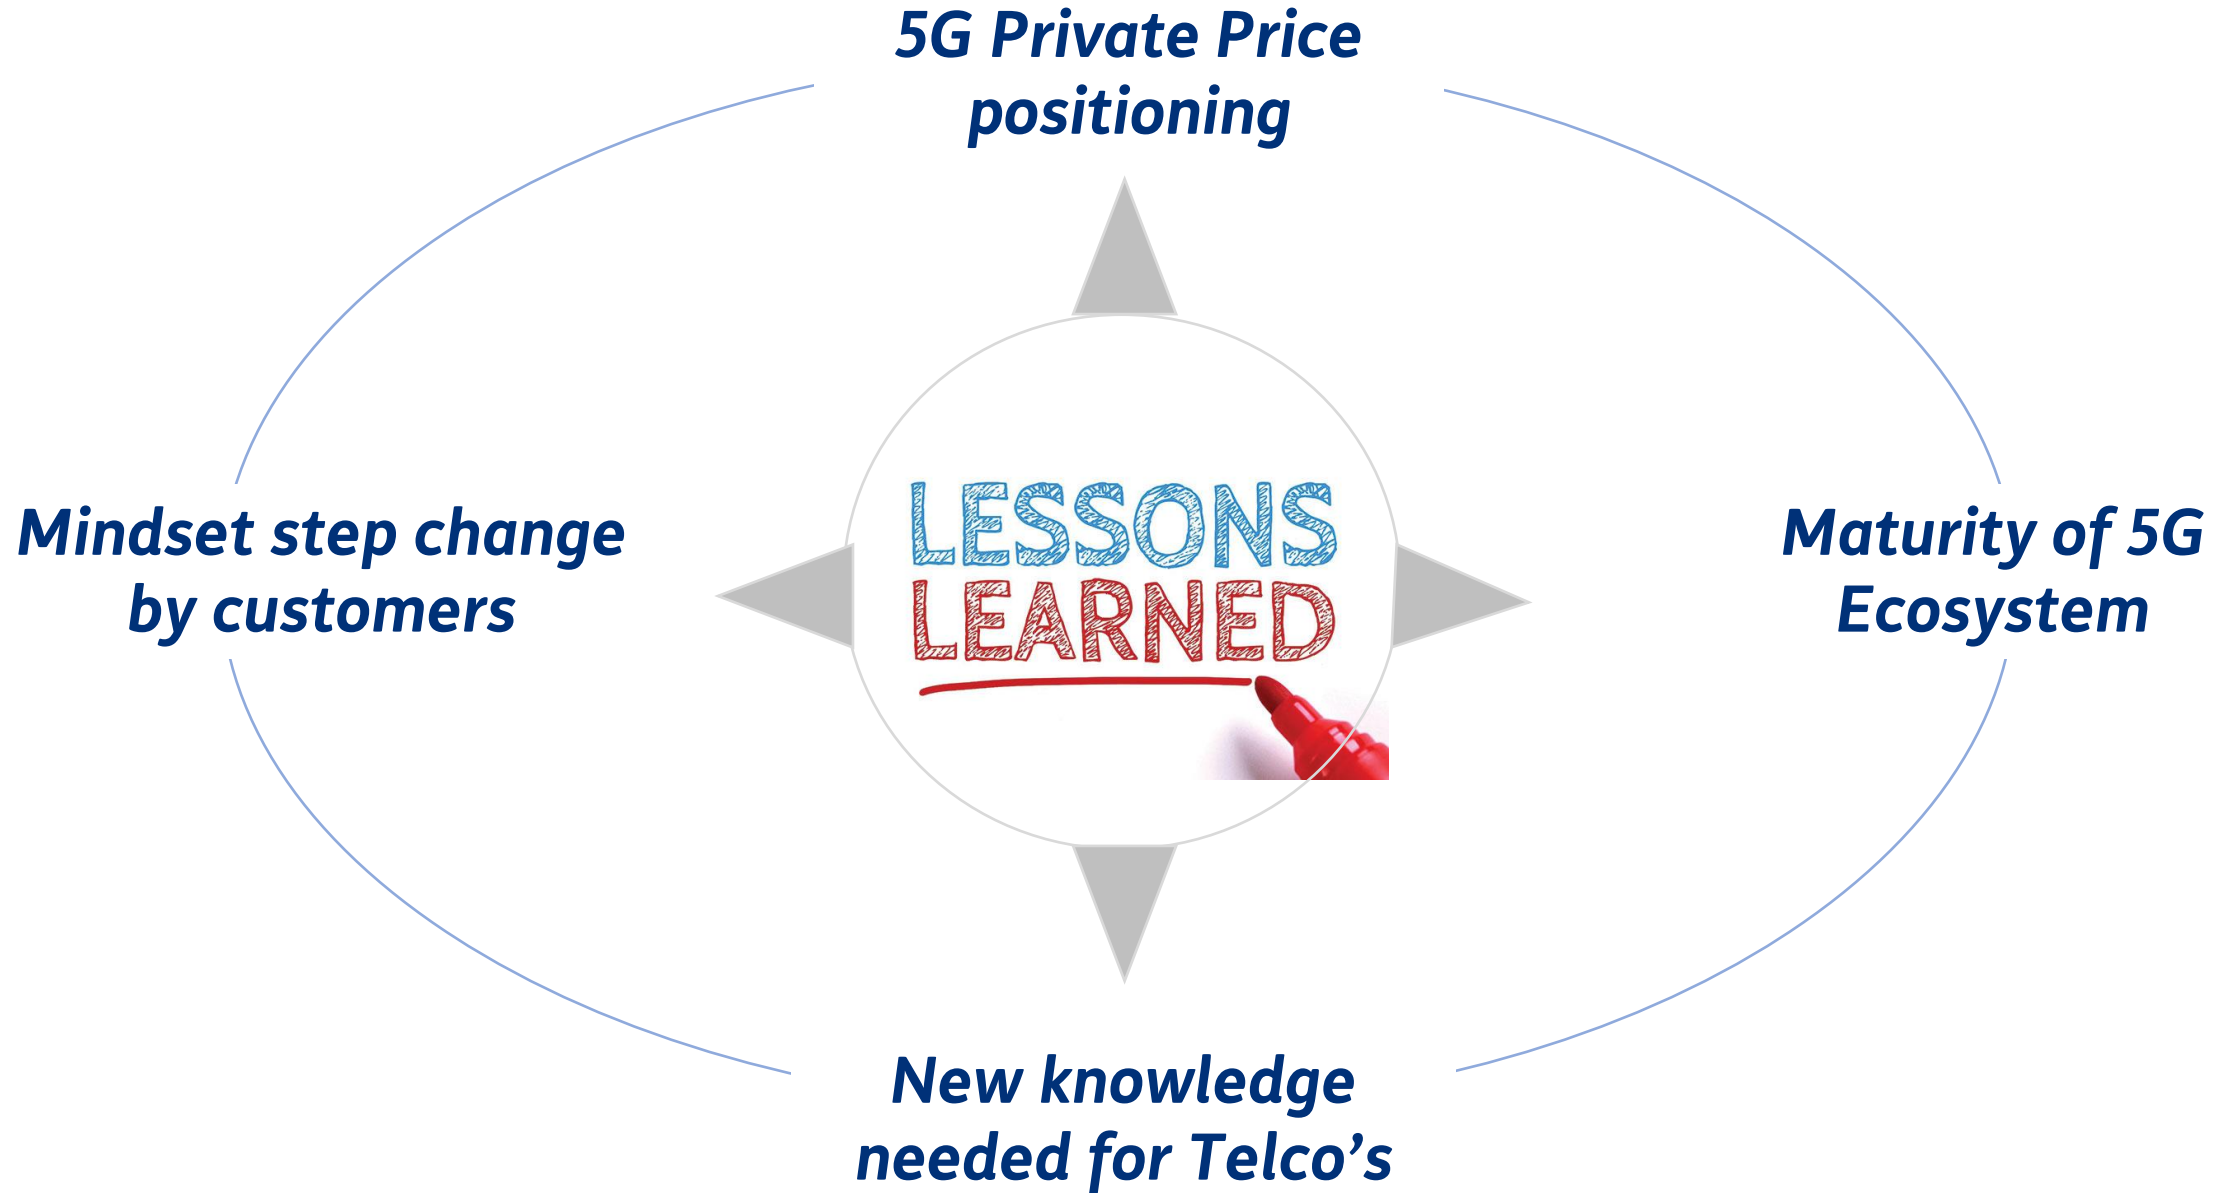 5G Private Price
positioning
Mindset step change
by customers
LESSONS
LEARNED
Maturity of 5G
Ecosystem
New knowledge
needed for Telco’s